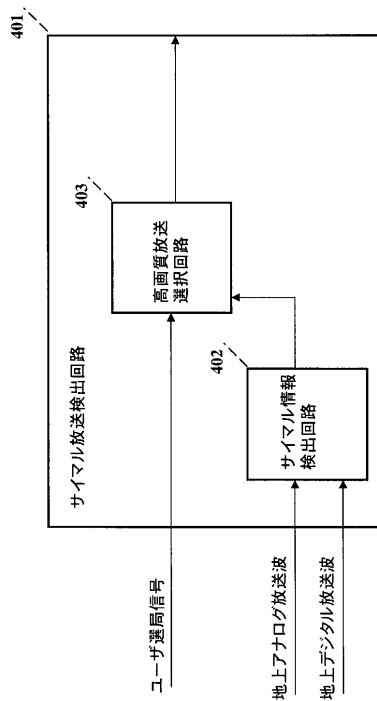 401
サイマル放送検出回路
403
高画質放送
選択回路
402
サイマル情報
検出回路
ユーザ選局信号
地上アナログ放送波
地上デジタル放送波